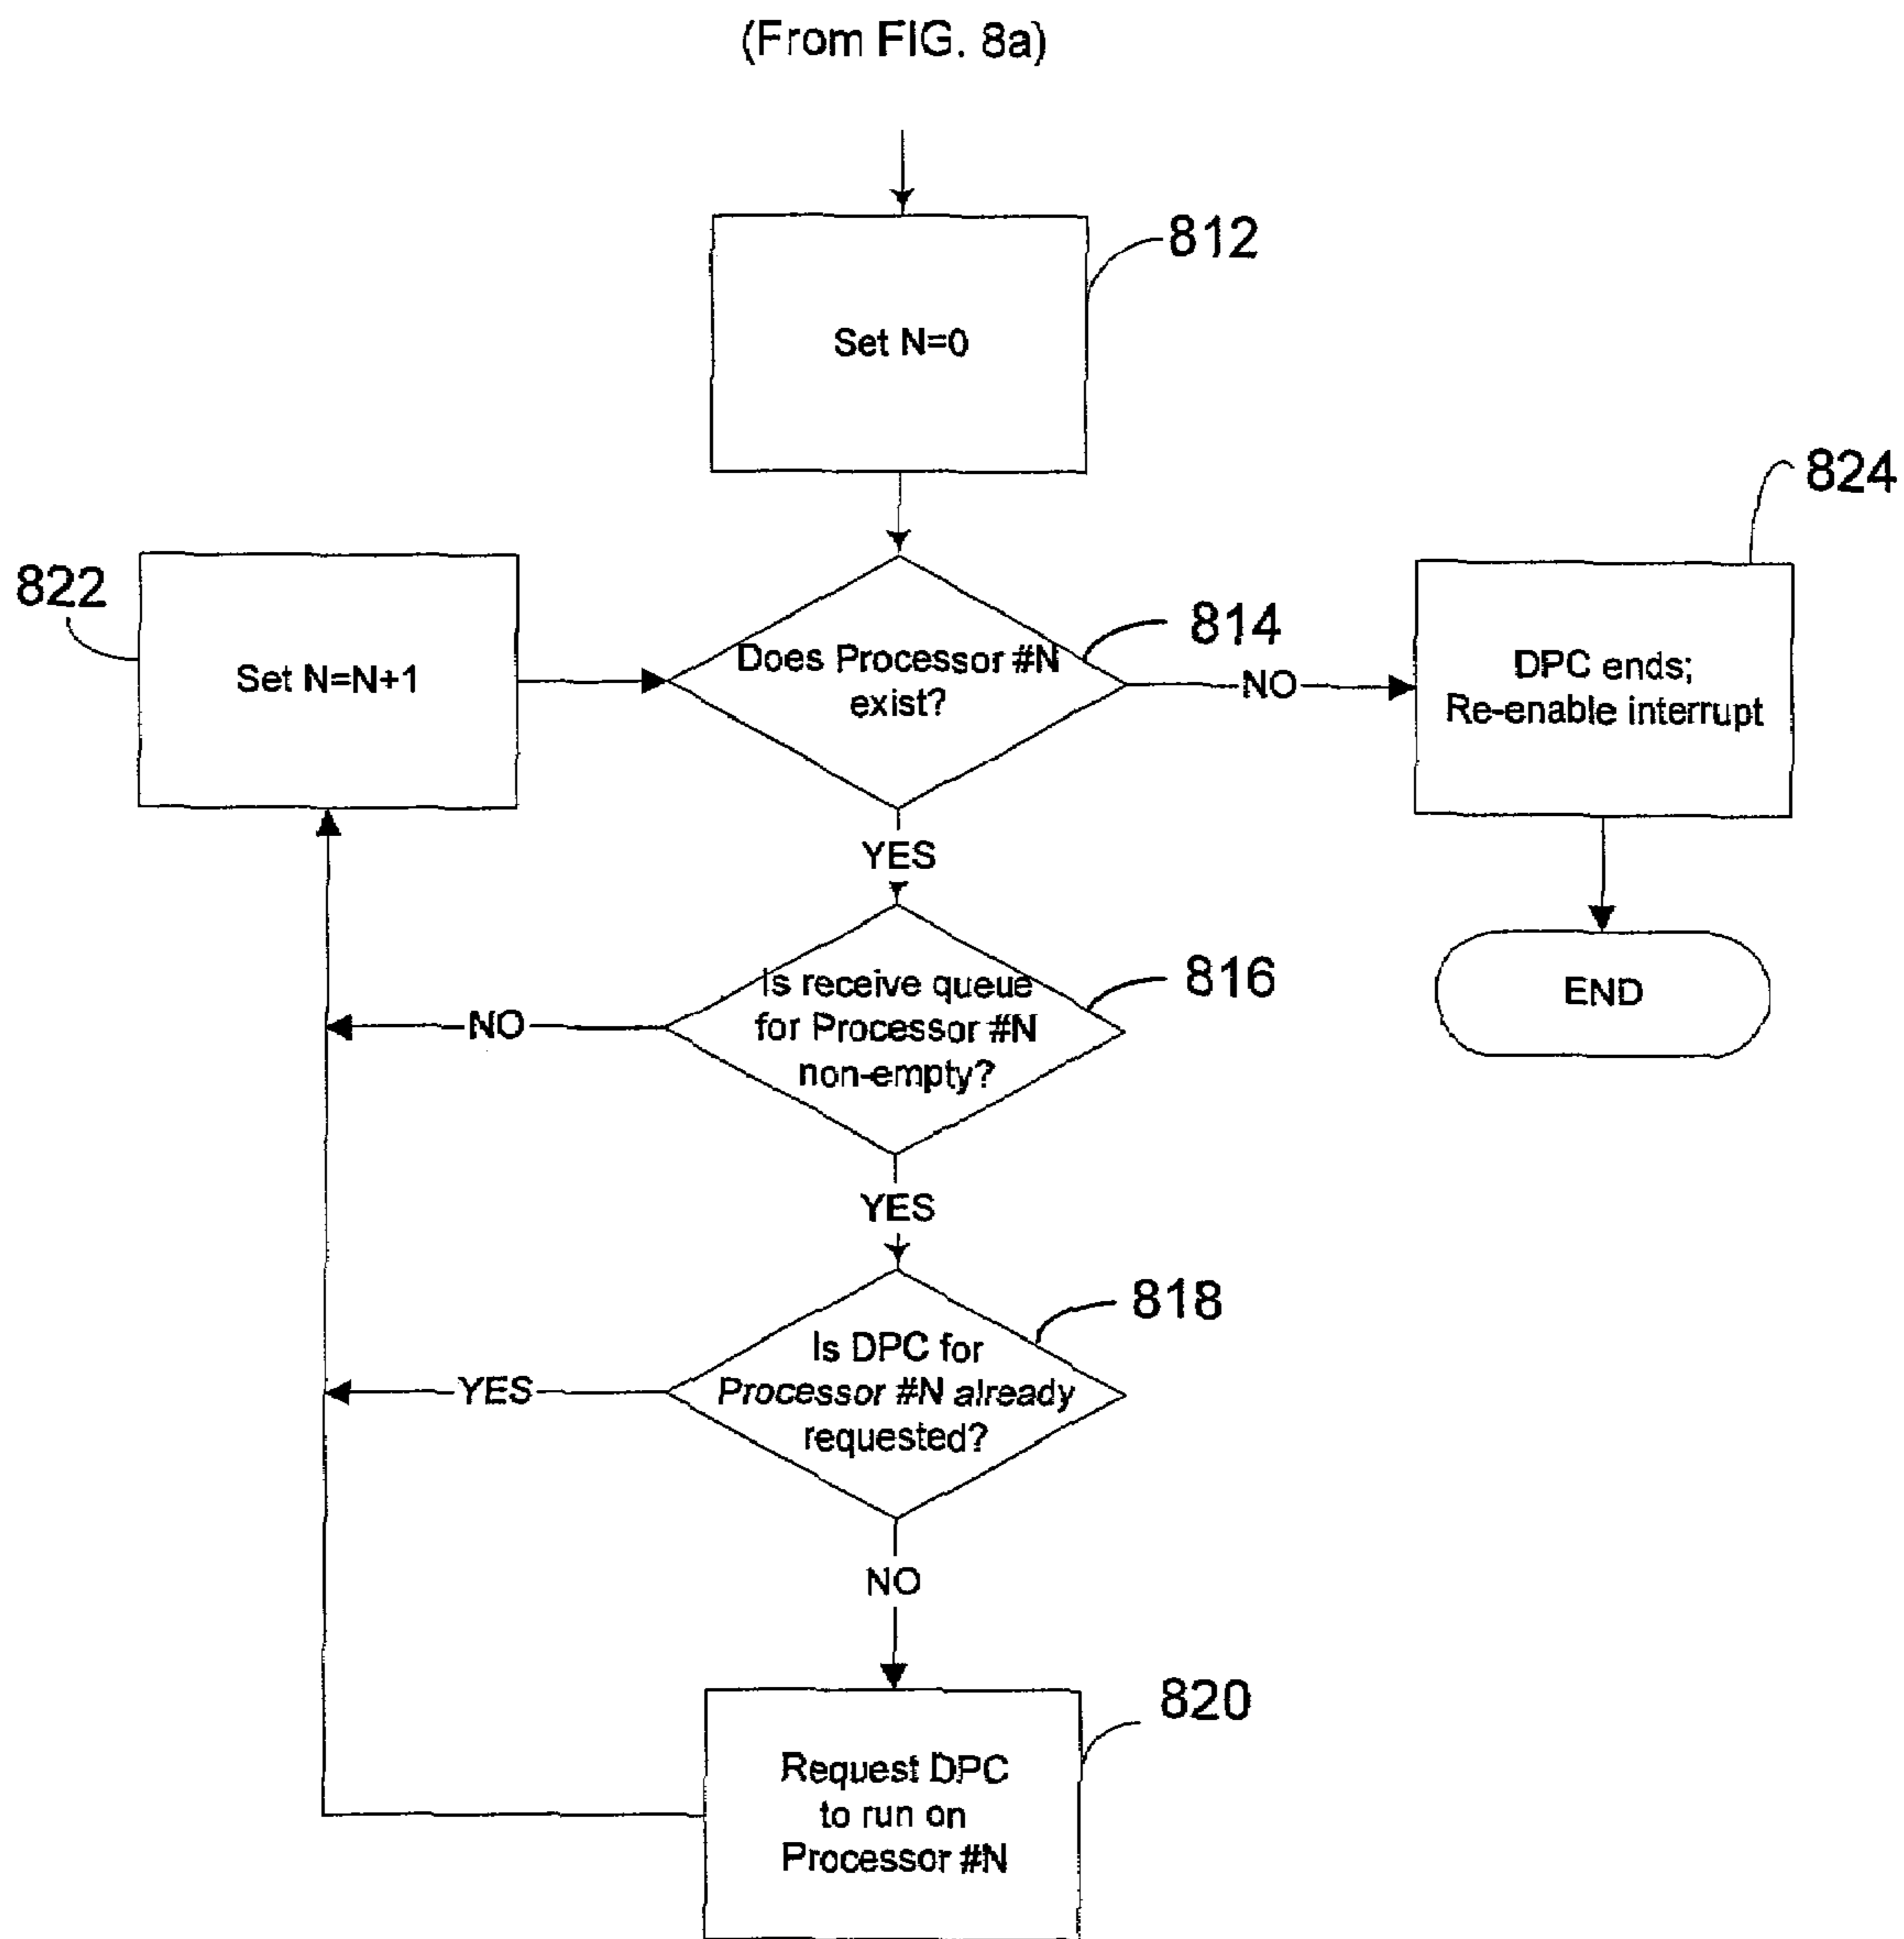 (From FIG. 8a)
812
Set N=0
824
822
Set N=N+1
Does Processor #N
exist?
814
NO
DPC ends;
Re-enable interrupt
YES
END
Is receive queue
for Processor #N
non-empty?
816
NO
YES
Is DPC for
Processor #N already
requested?
818
YES
NO
820
Request DPC
to run on
Processor #N